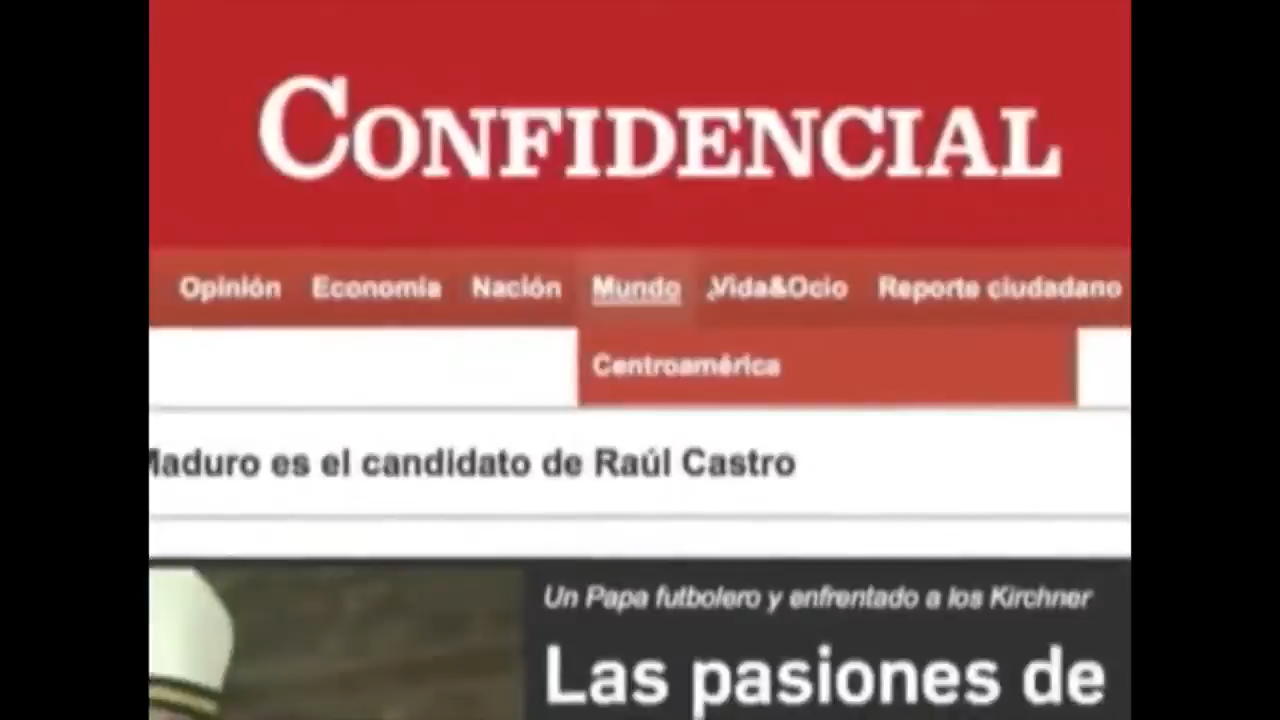 CONFIDENCIAL
Opinión Economía Nación Mundo Vida&Ocio Reporte ciudadano
Centroamérica
Maduro es el candidato de Raúl Castro
Un Papa futbolero y enfrentado a los Kirchner
Las pasiones de